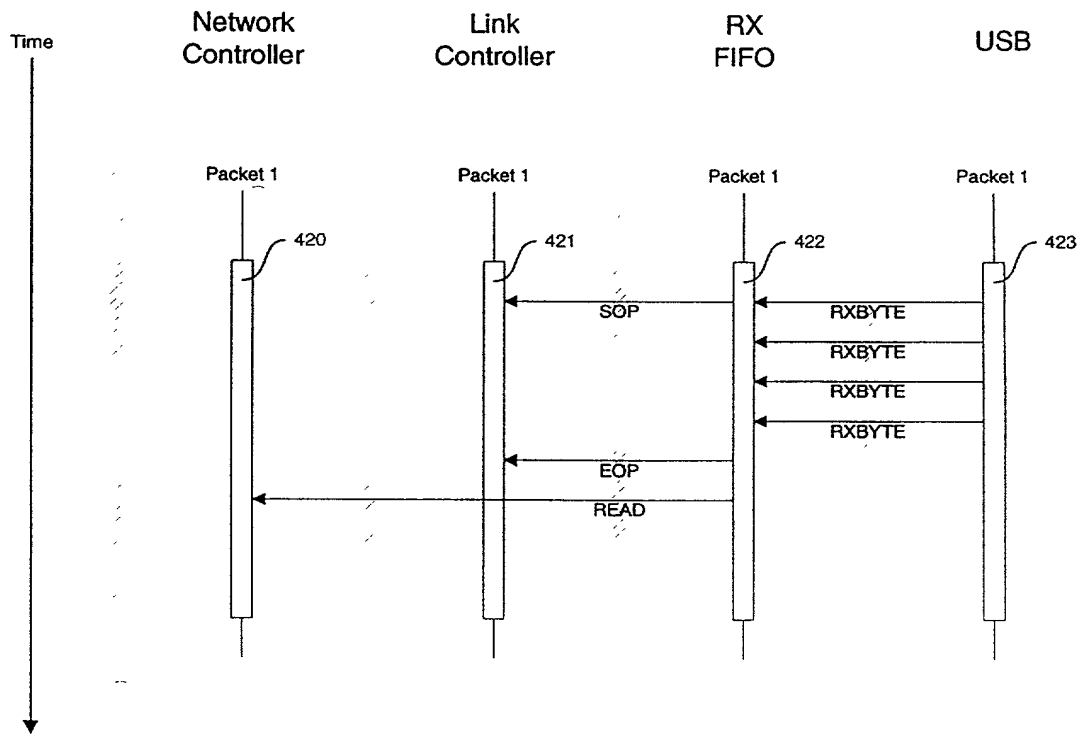 Time
Network
Controller
Link
Controller
RX
FIFO
USB
Packet 1
Packet 1
Packet 1
Packet 1
420
421
422
423
SOP
RXBYTE
RXBYTE
RXBYTE
RXBYTE
EOP
READ